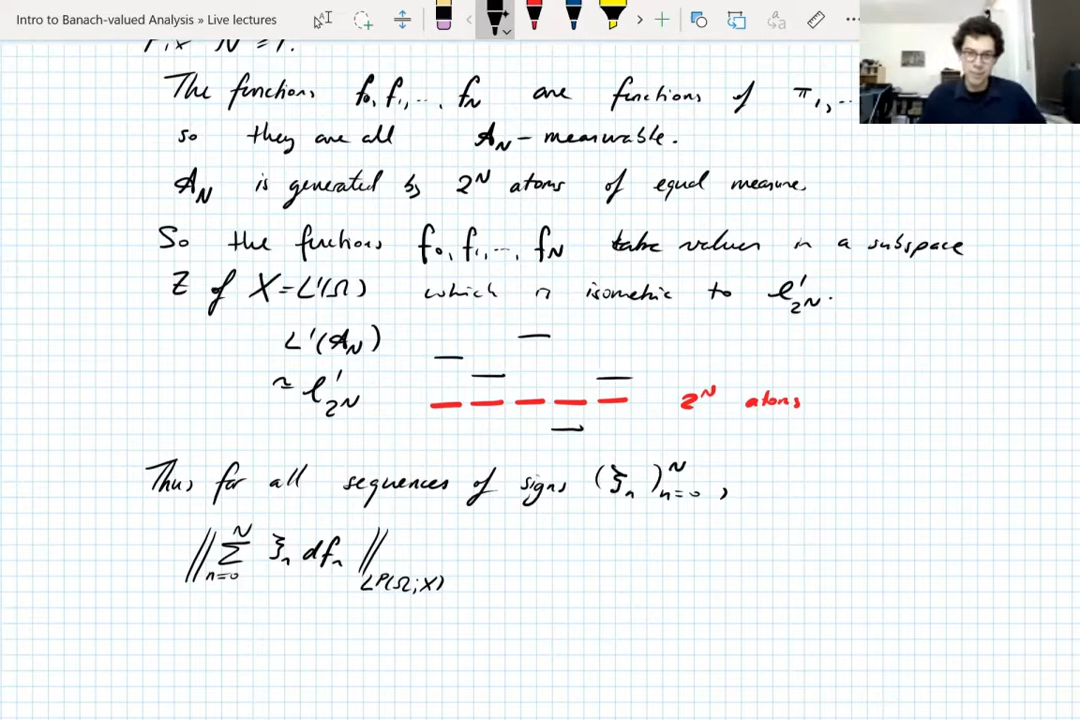 Intro to Banach-valued Analysis » Live lectures
Fix N ≥ 1.
The functions f₀, f₁, ..., f_N are functions of π₁, ...
so they are all 𝒜_N - measurable.
𝒜_N is generated by 2^N atoms of equal measure.
So the functions f₀, f₁, ..., f_N take values in a subspace
Z of X = L¹(Ω) which is isometric to ℓ¹_{2^N}.
L¹(𝒜_N)
≃ ℓ¹_{2^N}
2^N atoms
Thus for all sequences of signs (ξ_n)_{n=0}^N,
‖∑_{n=0}^N ξ_n df_n‖_{L^p(Ω;X)}